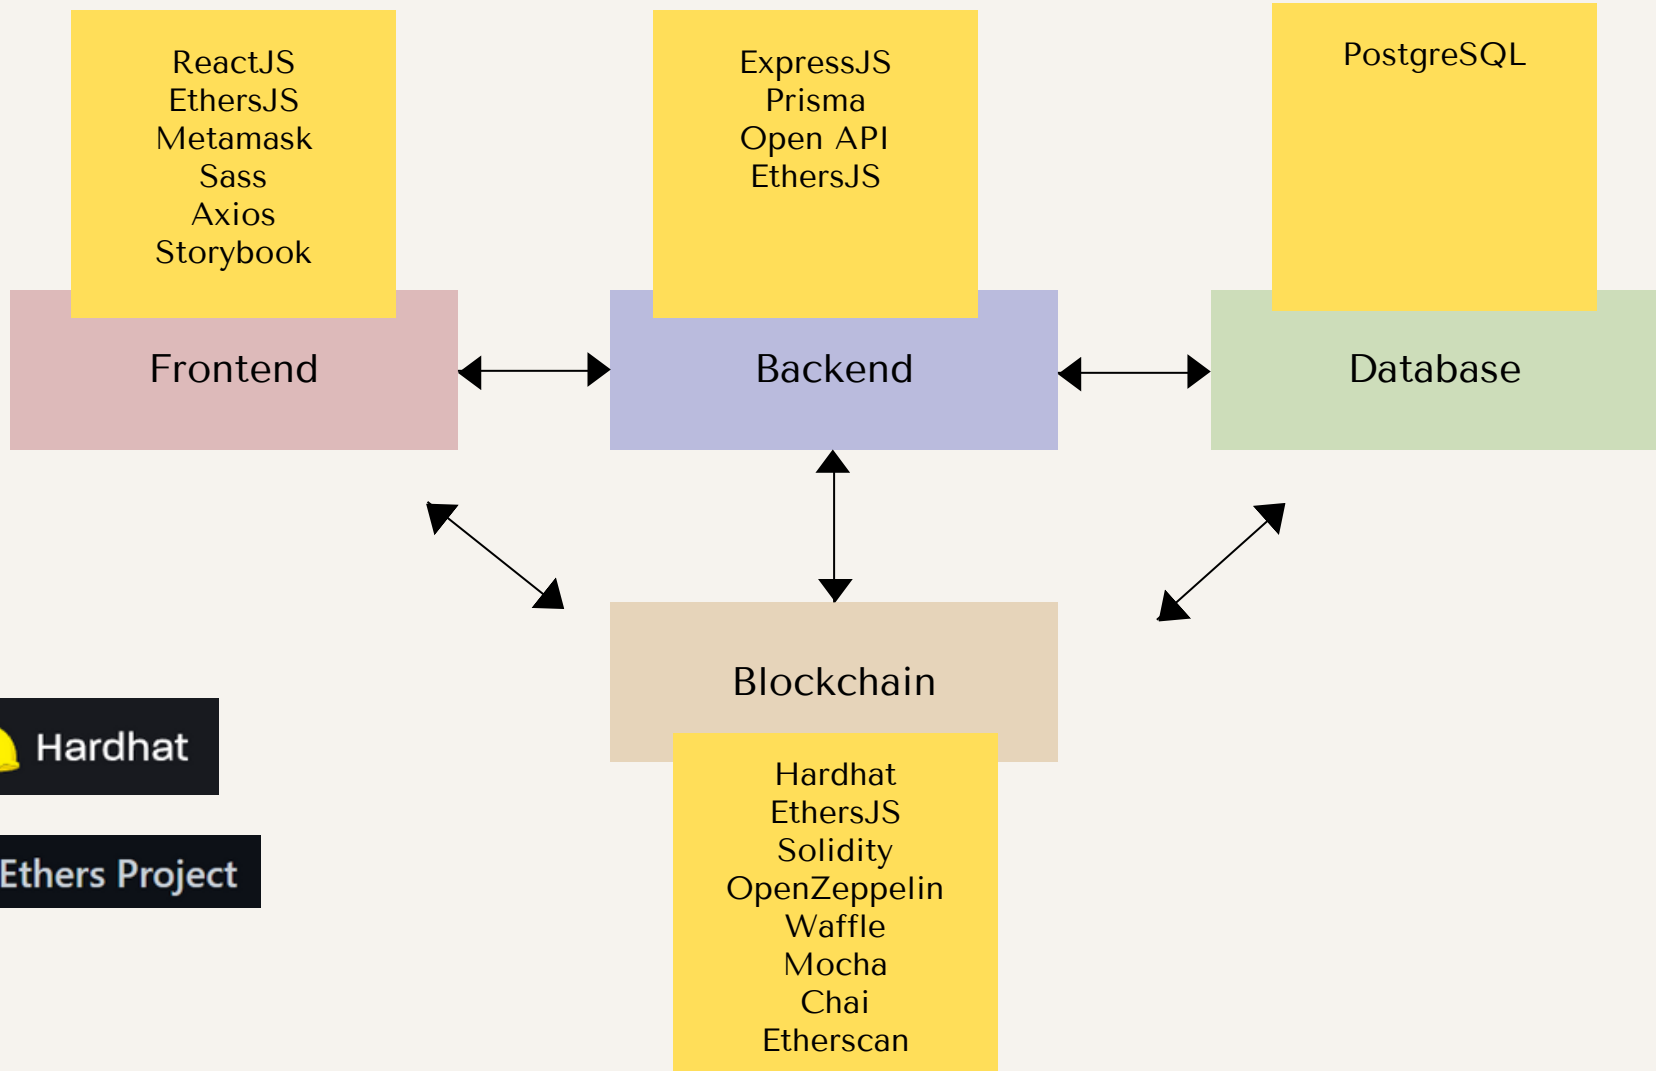 ReactJS
EthersJS
Metamask
Sass
Axios
Storybook
Frontend
ExpressJS
Prisma
Open API
EthersJS
Backend
PostgreSQL
Database
Blockchain
Hardhat
EthersJS
Solidity
OpenZeppelin
Waffle
Mocha
Chai
Etherscan
Hardhat
Ethers Project